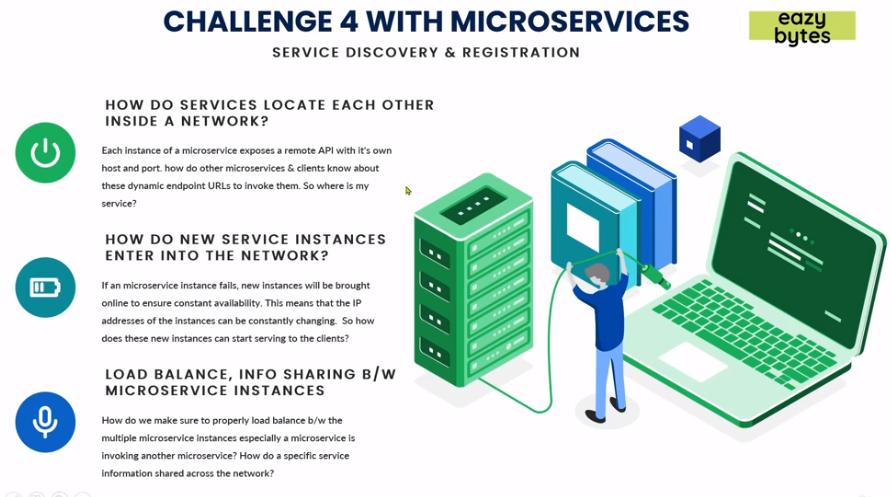 CHALLENGE 4 WITH MICROSERVICES
eazy
bytes
SERVICE DISCOVERY & REGISTRATION
HOW DO SERVICES LOCATE EACH OTHER
INSIDE A NETWORK?
Each instance of a microservice exposes a remote API with it's own
host and port. how do other microservices & clients know about
these dynamic endpoint URLs to invoke them. So where is my
service?
HOW DO NEW SERVICE INSTANCES
ENTER INTO THE NETWORK?
If an microservice instance fails, new instances will be brought
online to ensure constant availability. This means that the IP
addresses of the instances can be constantly changing. So how
does these new instances can start serving to the clients?
LOAD BALANCE, INFO SHARING B/W
MICROSERVICE INSTANCES
How do we make sure to properly load balance b/w the
multiple microservice instances especially a microservice is
invoking another microservice? How do a specific service
information shared across the network?